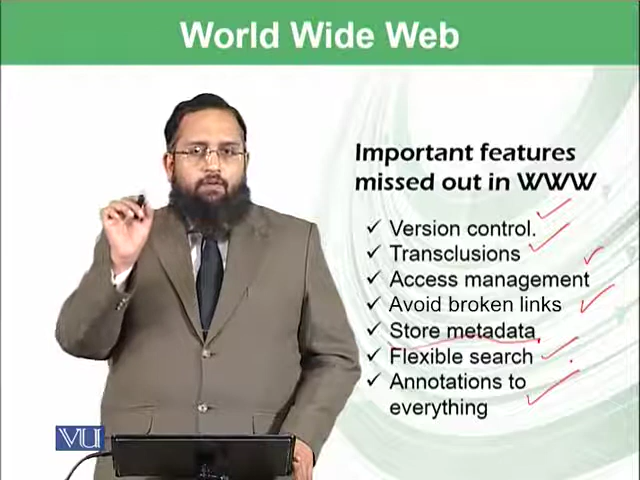 World Wide Web
Important features
missed out in WWW
Version control.
Transclusions
Access management
Avoid broken links
Store metadata
Flexible search
Annotations to
everything
VU